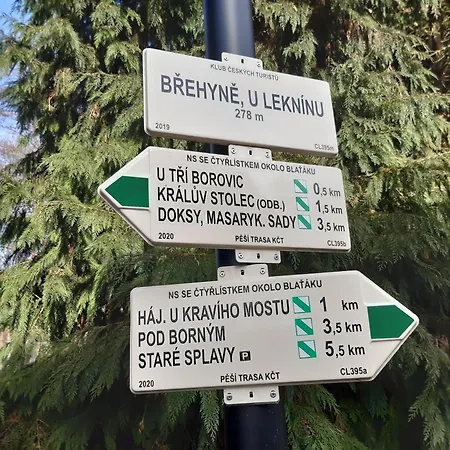 KLUB ČESKÝCH TURISTŮ
BŘEHYNĚ, U LEKNÍNU
278 m
2019 CL395m
NS SE ČTYŘLÍSTKEM OKOLO BLAŤÁKU
U TŘÍ BOROVIC 0,5 km
KRÁLŮV STOLEC (ODB.) 1,5 km
DOKSY, MASARYK. SADY 3,5 km
2020 PĚŠÍ TRASA KČT CL395b
NS SE ČTYŘLÍSTKEM OKOLO BLAŤÁKU
HÁJ. U KRAVÍHO MOSTU 1 km
POD BORNÝM 3,5 km
STARÉ SPLAVY P 5,5 km
2020 PĚŠÍ TRASA KČT CL395a